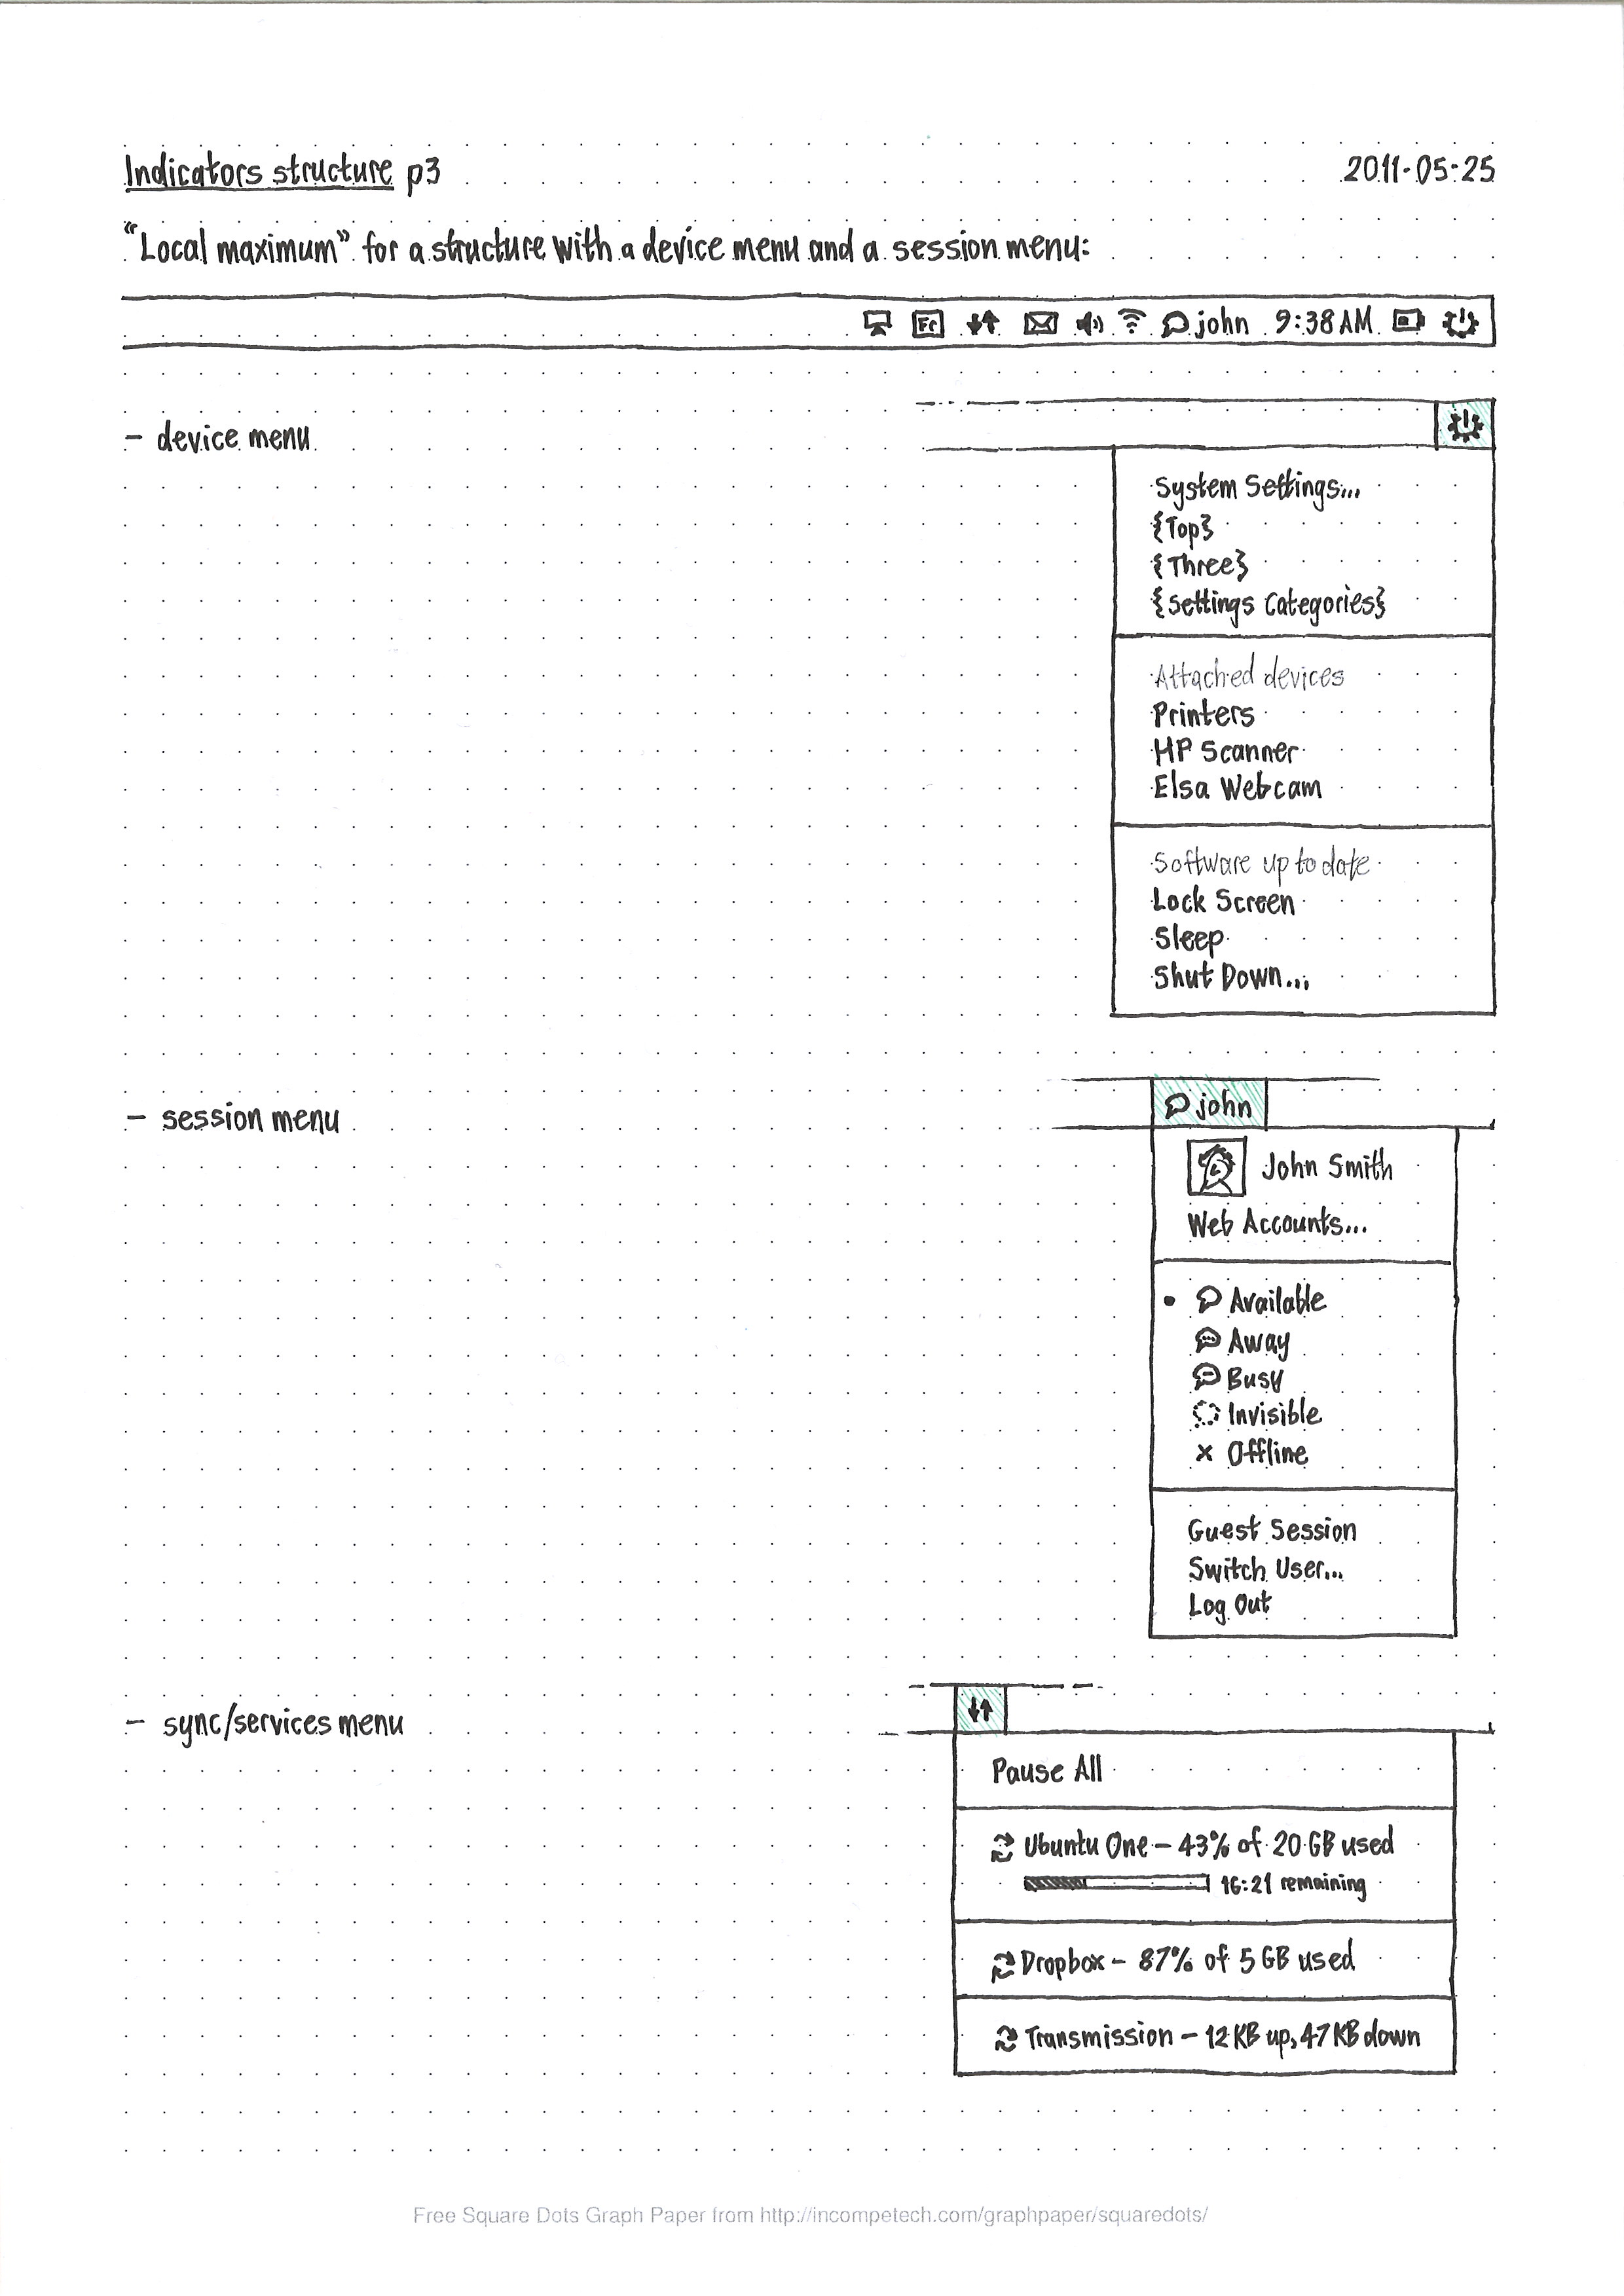 Indicators structure p3 2011-05-25
“Local maximum” for a structure with a device menu and a session menu:
Fr john 9:38 AM
- device menu
System Settings...
{Top}
{Three}
{Settings Categories}
Attached devices
Printers
HP Scanner
Elsa Webcam
Software up to date
Lock Screen
Sleep
Shut Down...
- session menu
john
John Smith
Web Accounts...
• Available
Away
Busy
Invisible
× Offline
Guest Session
Switch User...
Log Out
- sync/services menu
Pause All
Ubuntu One – 43% of 20 GB used
16:21 remaining
Dropbox – 87% of 5 GB used
Transmission – 12 KB up, 47 KB down
Free Square Dots Graph Paper from http://incompetech.com/graphpaper/squaredots/